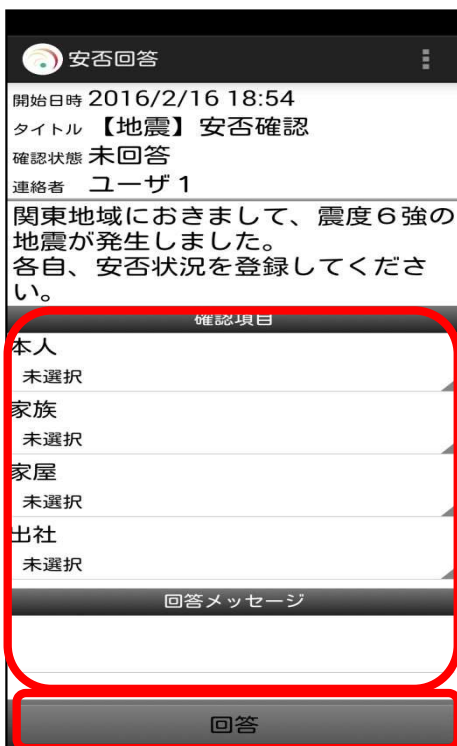 安否回答
開始日時 2016/2/16 18:54
タイトル 【地震】安否確認
確認状態 未回答
連絡者 ユーザ1
関東地域におきまして、震度6強の
地震が発生しました。
各自、安否状況を登録してくださ
い。
確認項目
本人
未選択
家族
未選択
家屋
未選択
出社
未選択
回答メッセージ
回答